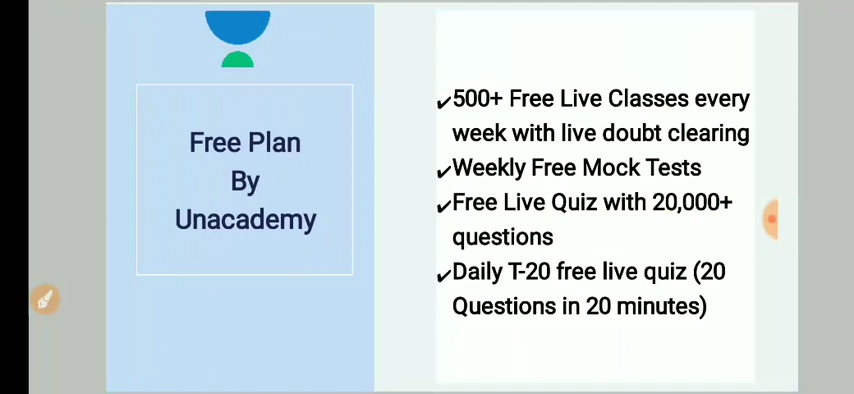 Free Plan
By
Unacademy
✔500+ Free Live Classes every
week with live doubt clearing
✔Weekly Free Mock Tests
✔Free Live Quiz with 20,000+
questions
✔Daily T-20 free live quiz (20
Questions in 20 minutes)